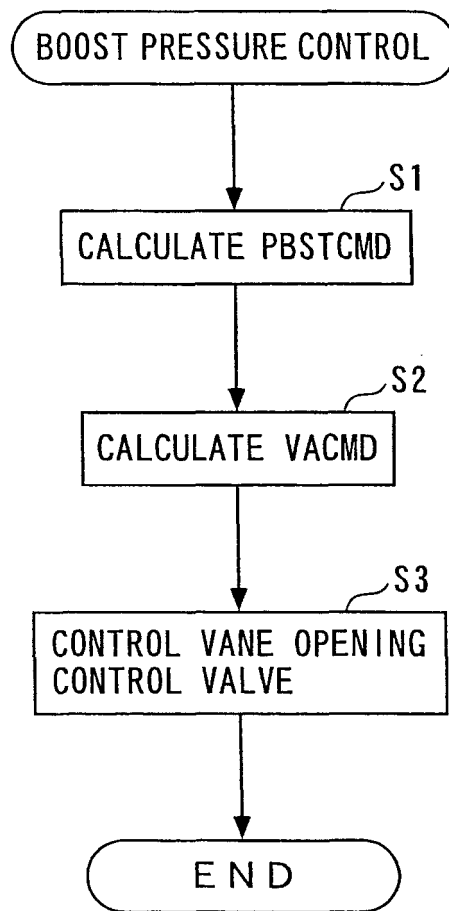 BOOST PRESSURE CONTROL
S1
CALCULATE PBSTCMD
S2
CALCULATE VACMD
S3
CONTROL VANE OPENING
CONTROL VALVE
END